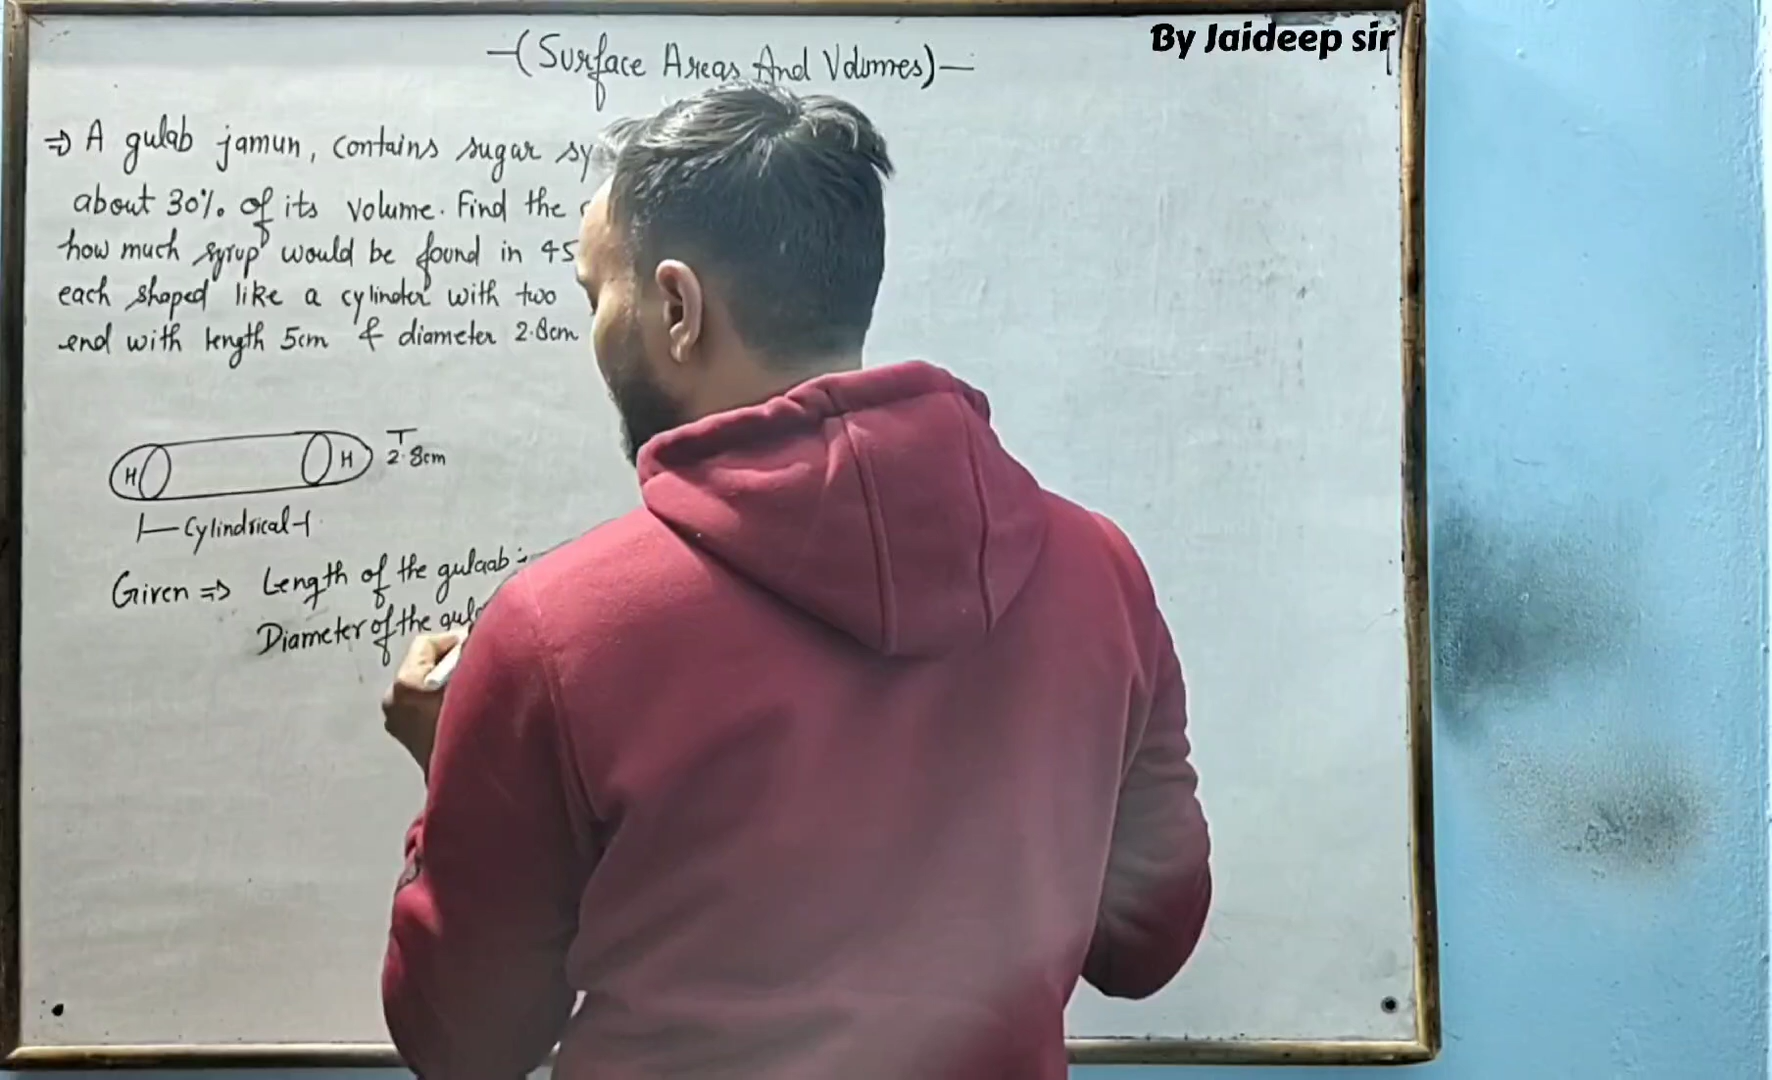 (Surface Areas And Volumes)
By Jaideep sir
⇒ A gulab jamun, contains sugar sy
about 30% of its volume. Find the
how much syrup would be found in 45
each shaped like a cylinder with two
end with length 5cm & diameter 2.8cm
H H 2.8cm
Cylindrical
Given ⇒ Length of the gulaab :-
Diameter of the gul